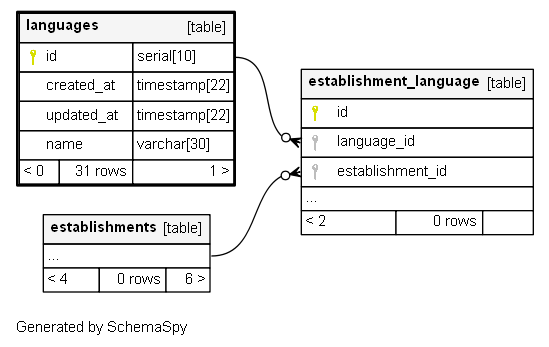 languages [table]
id serial[10]
created_at timestamp[22]
updated_at timestamp[22]
name varchar[30]
< 0 31 rows 1 >
establishment_language [table]
id
language_id
establishment_id
...
< 2 0 rows
establishments [table]
...
< 4 0 rows 6 >
Generated by SchemaSpy